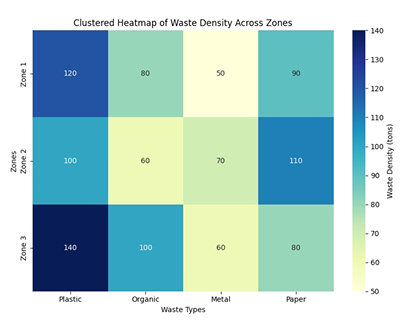 Clustered Heatmap of Waste Density Across Zones
Zones
Zone 1
120 80 50 90
Zone 2
100 60 70 110
Zone 3
140 100 60 80
Plastic Organic Metal Paper
Waste Types
140
130
120
110
100
90
80
70
60
50
Waste Density (tons)